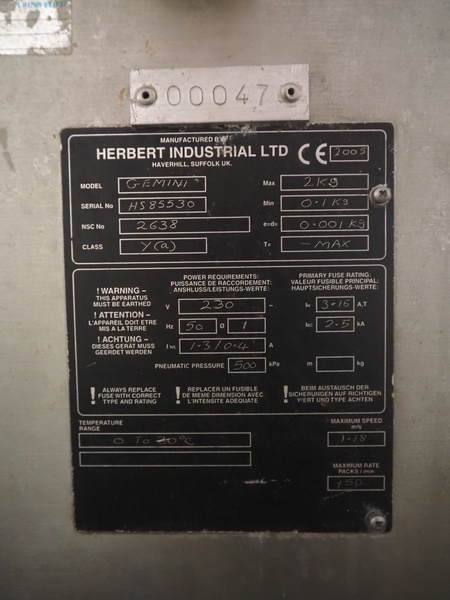 00047
MANUFACTURED BY:
HERBERT INDUSTRIAL LTD CE 2005
HAVERHILL, SUFFOLK UK.
MODEL GEMINI Max 2Kg
SERIAL No HS85530 Min 0.1Kg
NSC No 2638 e=d= 0.001Kg
CLASS Y(a) T= -MAX
! WARNING –
THIS APPARATUS
MUST BE EARTHED
! ATTENTION –
L'APPAREIL DOIT ETRE
MIS A LA TERRE
! ACHTUNG –
DIESES GERAT MUSS
GEERDET WERDEN
POWER REQUIREMENTS:
PUISSANCE DE RACCORDEMENT:
ANSHLUSS/LEISTUNGS-WERTE:
V 230 ~
Hz 50 O 1
1.3/0.4 A
PNEUMATIC PRESSURE 500 kPa
PRIMARY FUSE RATING:
VALEUR FUSIBLE PRINCIPAL:
HAUPTSICHERUNGS-WERTE:
3.16 A.T
2.5 kA
m kg
! ALWAYS REPLACE
FUSE WITH CORRECT
TYPE AND RATING
! REPLACER UN FUSIBLE
DE MEME DIMENSION AVEC
L'INTENSITE ADEQUATE
! BEIM AUSTAUSCH DER
SICHERUNGEN AUF RICHTIGEN
WERT UND TYPE ACHTEN
TEMPERATURE
RANGE
0 To 30°C
MAXIMUM SPEED
m/s
1.18
MAXIMUM RATE
PACKS / min
150